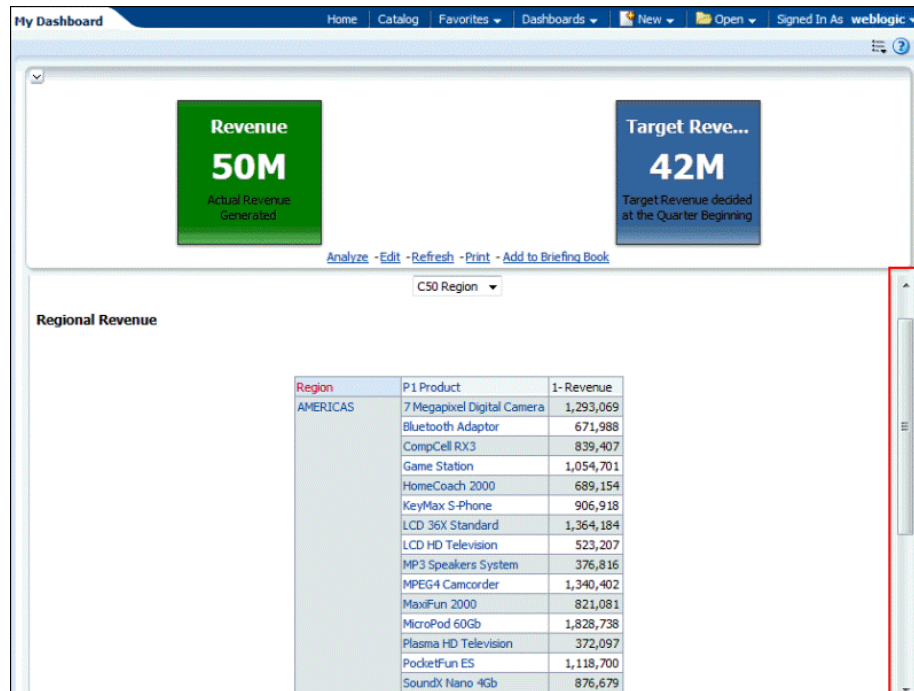 My Dashboard Home Catalog Favorites Dashboards New Open Signed In As weblogic
Revenue
50M
Actual Revenue
Generated
Target Reve...
42M
Target Revenue decided
at the Quarter Beginning
Analyze - Edit - Refresh - Print - Add to Briefing Book
C50 Region
Regional Revenue
Region P1 Product 1- Revenue
AMERICAS 7 Megapixel Digital Camera 1,293,069
Bluetooth Adaptor 671,988
CompCell RX3 839,407
Game Station 1,054,701
HomeCoach 2000 689,154
KeyMax S-Phone 906,918
LCD 36X Standard 1,364,184
LCD HD Television 523,207
MP3 Speakers System 376,816
MPEG4 Camcorder 1,340,402
MaxiFun 2000 821,081
MicroPod 60Gb 1,828,738
Plasma HD Television 372,097
PocketFun ES 1,118,700
SoundX Nano 4Gb 876,679